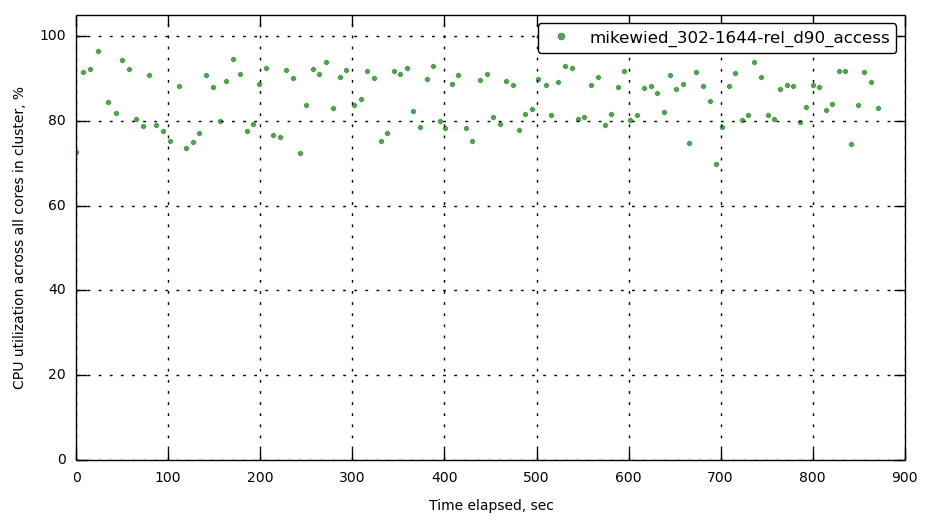 mikewied_302-1644-rel_d90_access
CPU utilization across all cores in cluster, %
100
80
60
40
20
0
0 100 200 300 400 500 600 700 800 900
Time elapsed, sec